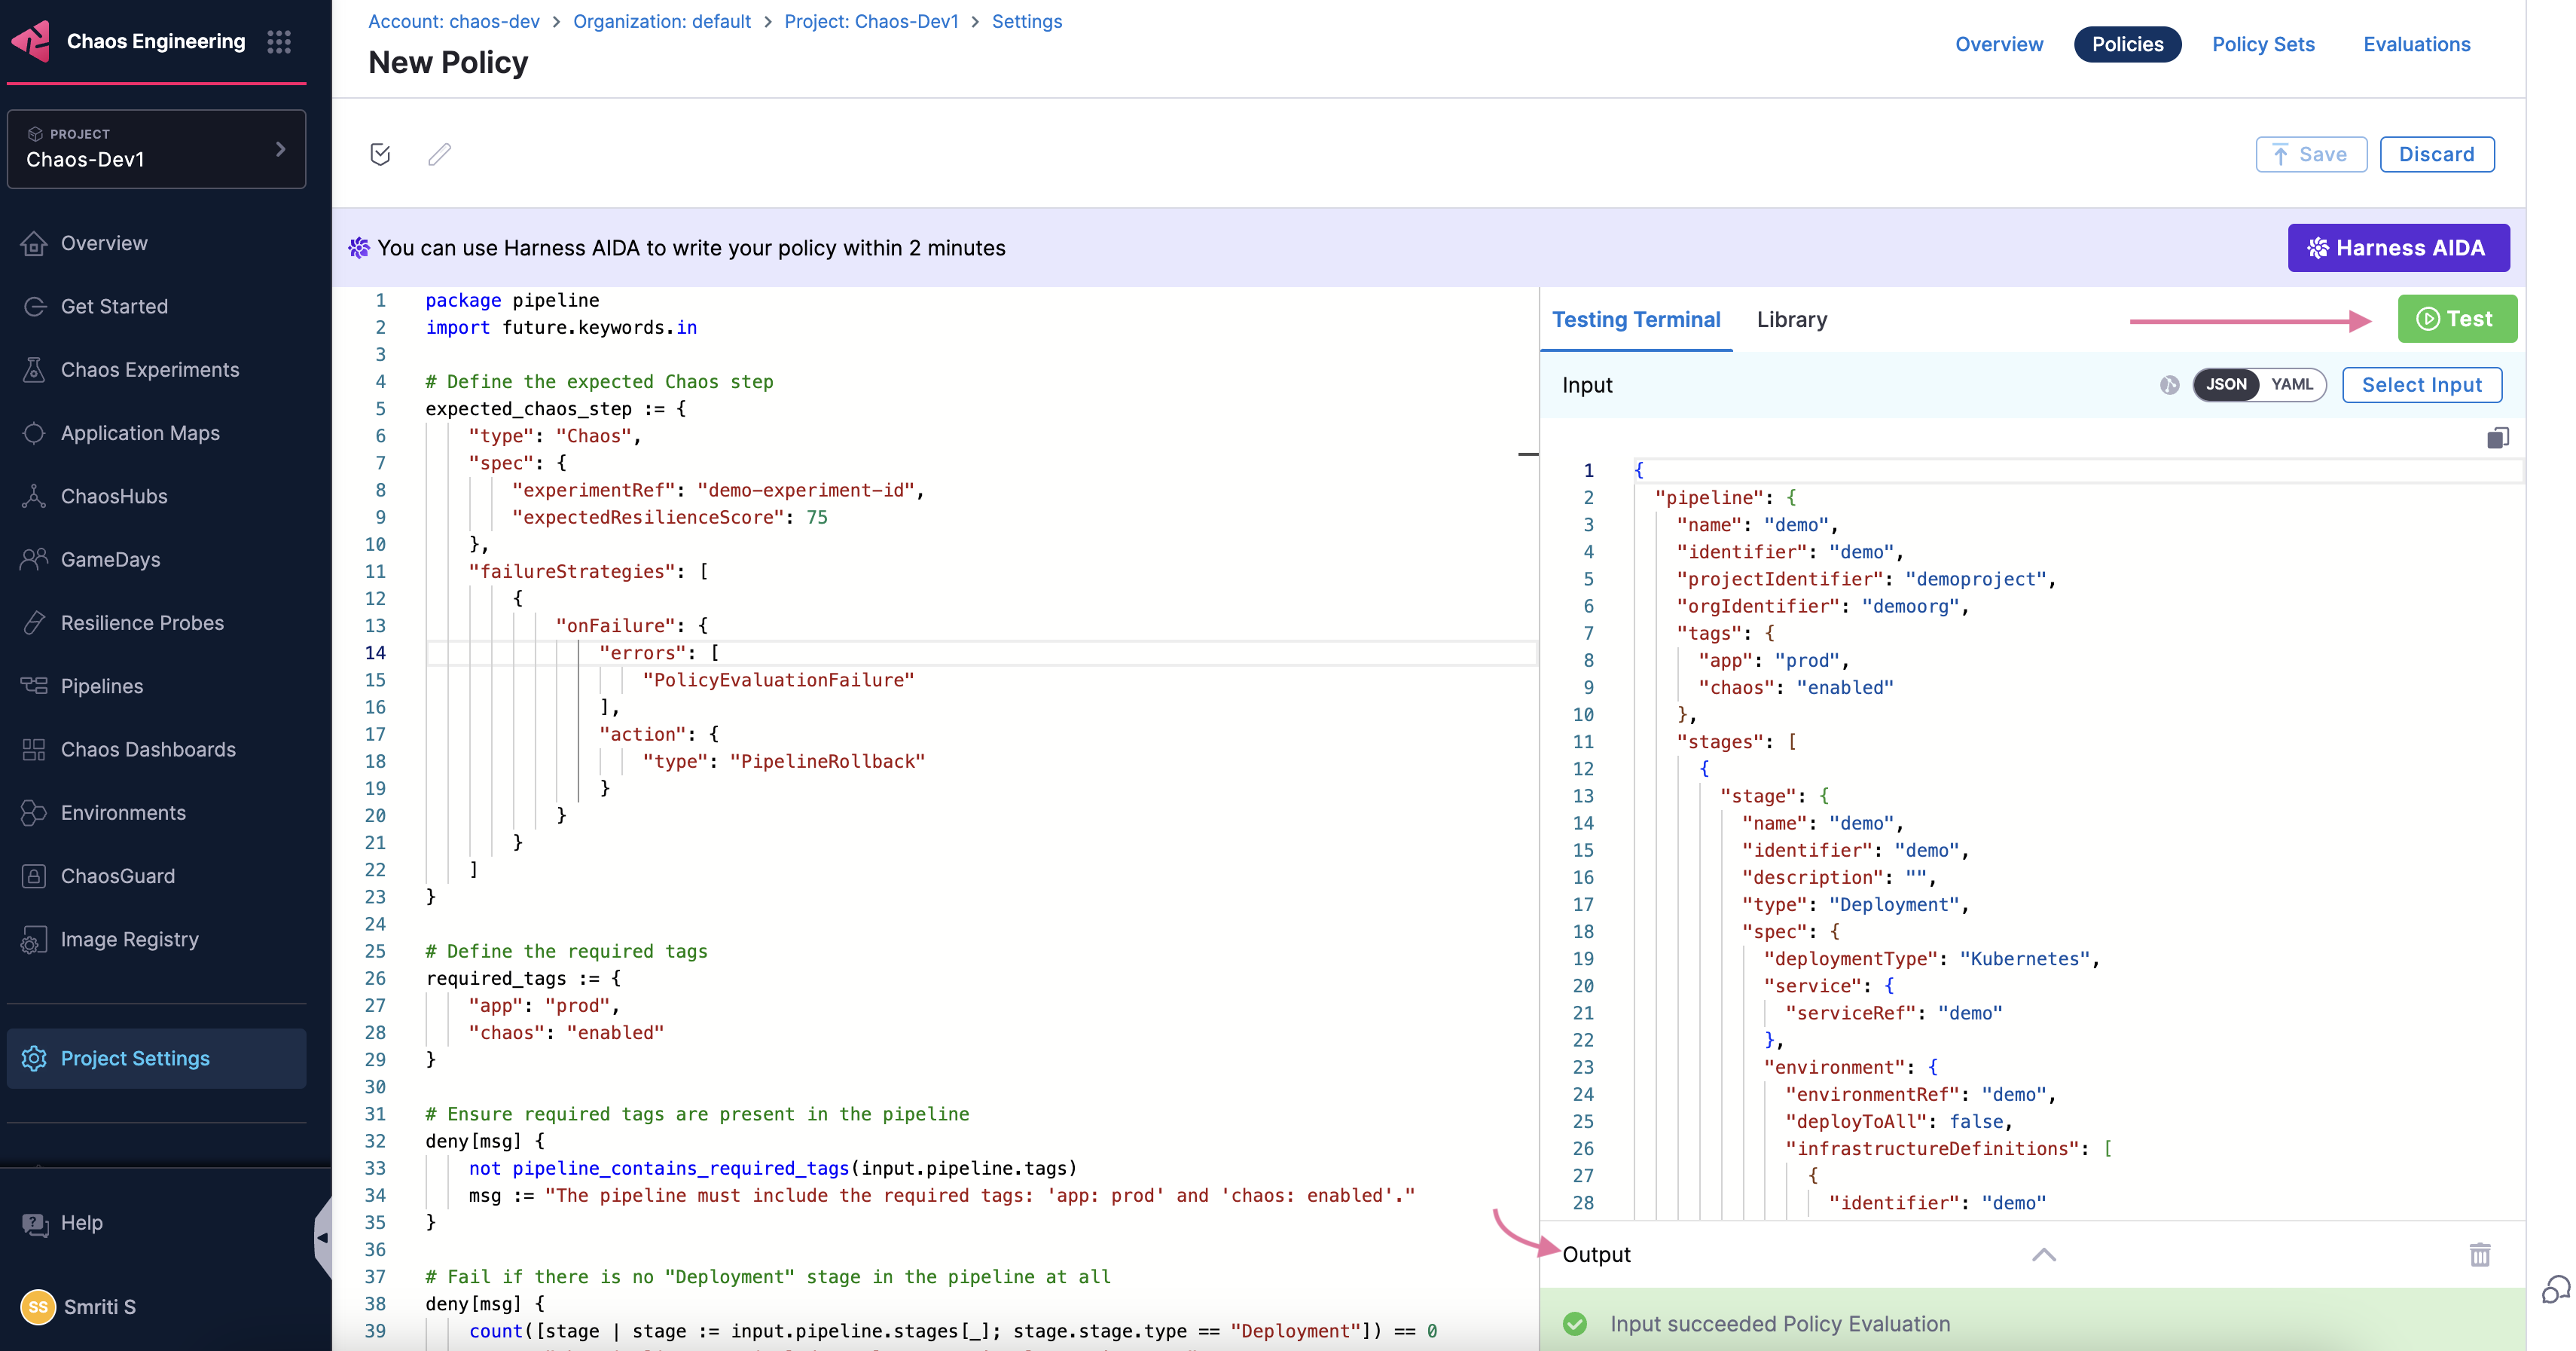 Chaos Engineering
PROJECT
Chaos-Dev1
Overview
Get Started
Chaos Experiments
Application Maps
ChaosHubs
GameDays
Resilience Probes
Pipelines
Chaos Dashboards
Environments
ChaosGuard
Image Registry
Project Settings
Help
SS Smriti S
Account: chaos-dev > Organization: default > Project: Chaos-Dev1 > Settings
New Policy
Overview Policies Policy Sets Evaluations
Save Discard
You can use Harness AIDA to write your policy within 2 minutes
Harness AIDA
1 package pipeline
2 import future.keywords.in
3
4 # Define the expected Chaos step
5 expected_chaos_step := {
6 "type": "Chaos",
7 "spec": {
8 "experimentRef": "demo-experiment-id",
9 "expectedResilienceScore": 75
10 },
11 "failureStrategies": [
12 {
13 "onFailure": {
14 "errors": [
15 "PolicyEvaluationFailure"
16 ],
17 "action": {
18 "type": "PipelineRollback"
19 }
20 }
21 }
22 ]
23 }
24
25 # Define the required tags
26 required_tags := {
27 "app": "prod",
28 "chaos": "enabled"
29 }
30
31 # Ensure required tags are present in the pipeline
32 deny[msg] {
33 not pipeline_contains_required_tags(input.pipeline.tags)
34 msg := "The pipeline must include the required tags: 'app: prod' and 'chaos: enabled'."
35 }
36
37 # Fail if there is no "Deployment" stage in the pipeline at all
38 deny[msg] {
39 count([stage | stage := input.pipeline.stages[_]; stage.stage.type == "Deployment"]) == 0
Testing Terminal Library
Test
Input
JSON YAML Select Input
1 {
2 "pipeline": {
3 "name": "demo",
4 "identifier": "demo",
5 "projectIdentifier": "demoproject",
6 "orgIdentifier": "demoorg",
7 "tags": {
8 "app": "prod",
9 "chaos": "enabled"
10 },
11 "stages": [
12 {
13 "stage": {
14 "name": "demo",
15 "identifier": "demo",
16 "description": "",
17 "type": "Deployment",
18 "spec": {
19 "deploymentType": "Kubernetes",
20 "service": {
21 "serviceRef": "demo"
22 },
23 "environment": {
24 "environmentRef": "demo",
25 "deployToAll": false,
26 "infrastructureDefinitions": [
27 {
28 "identifier": "demo"
Output
Input succeeded Policy Evaluation